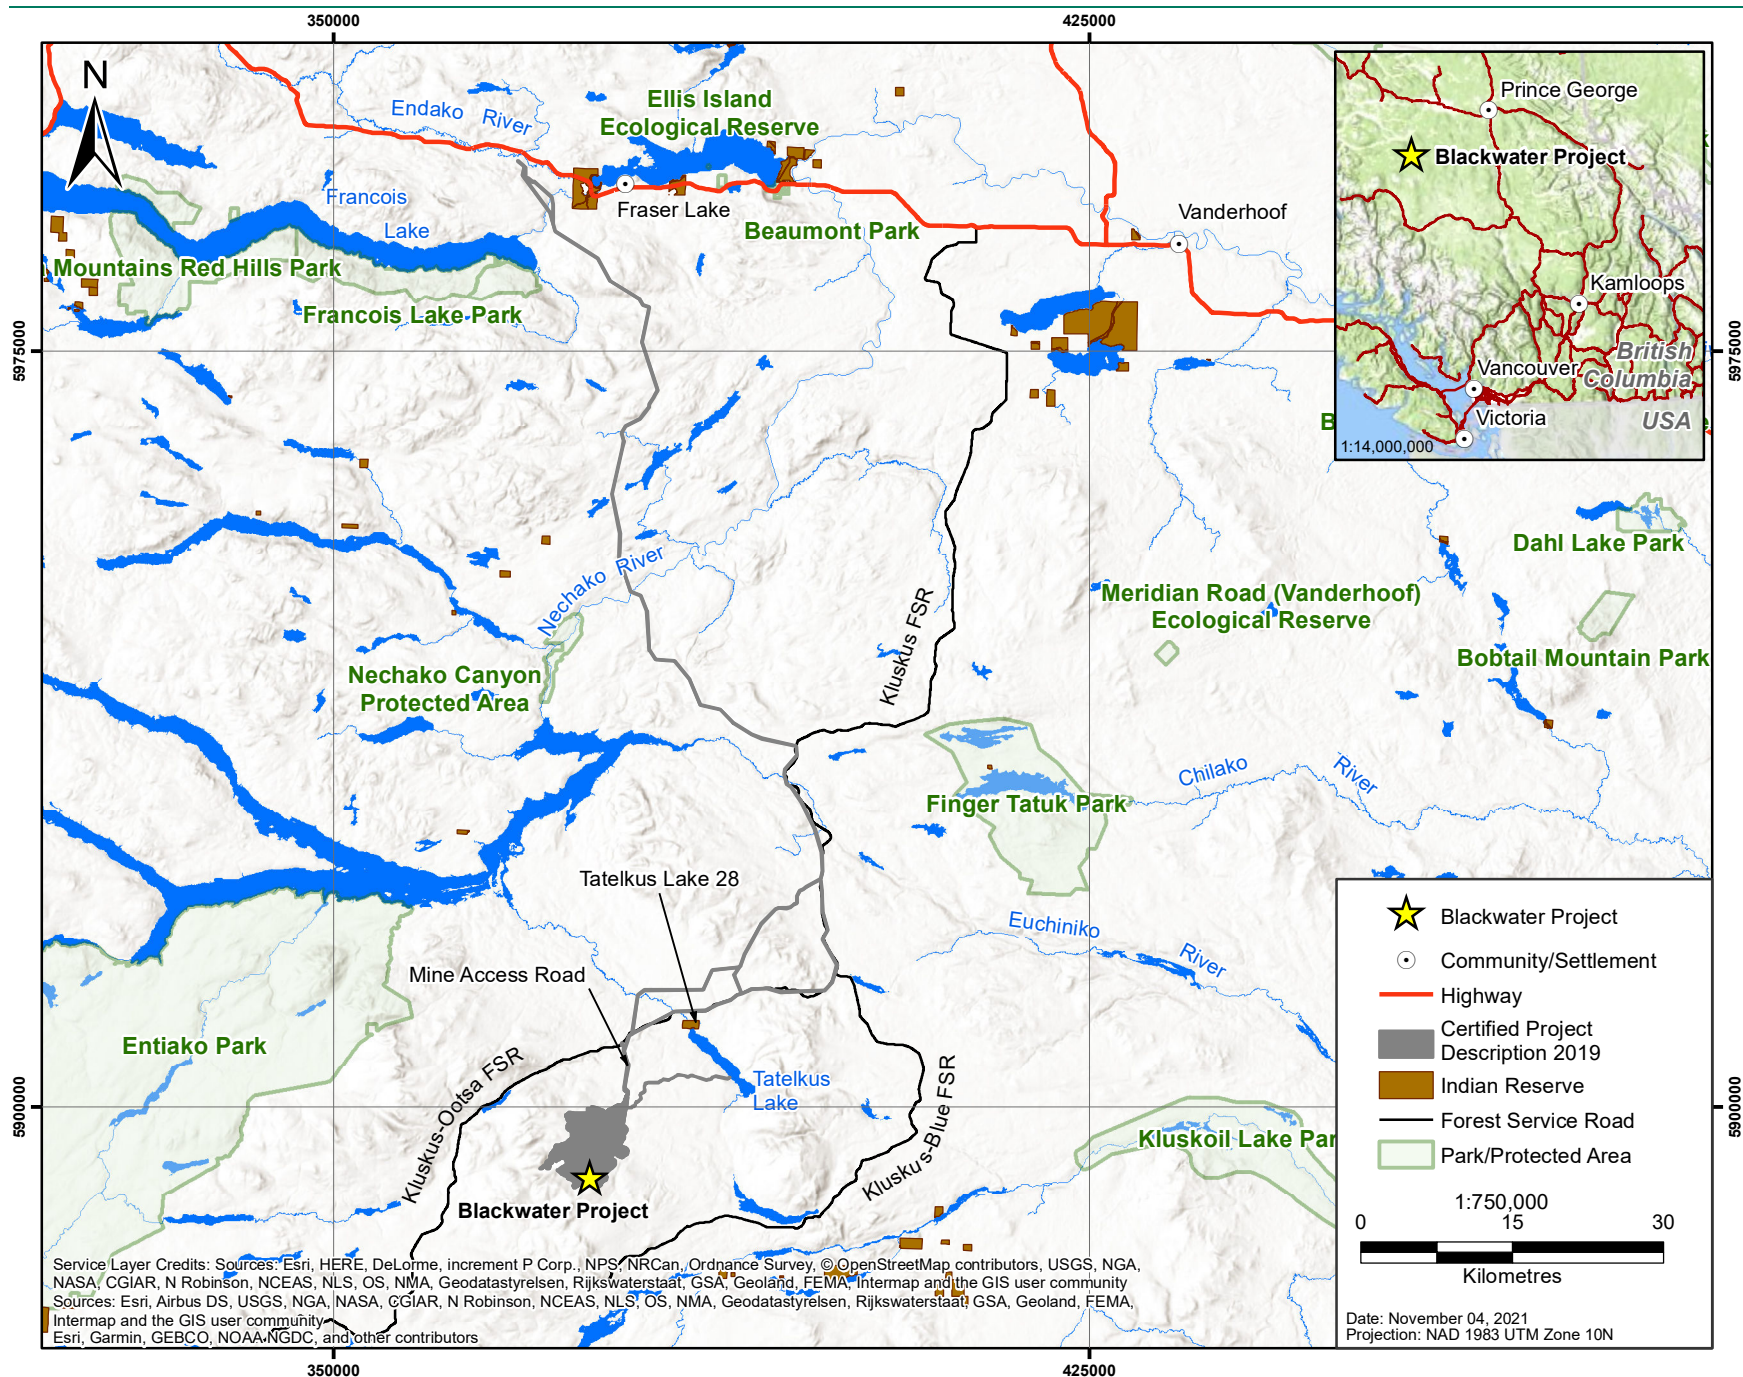 350000
425000
N
Endako River
Ellis Island
Ecological Reserve
Francois
Lake
Fraser Lake
Beaumont Park
Vanderhoof
Mountains Red Hills Park
Francois Lake Park
Prince George
Blackwater Project
Kamloops
British
Columbia
Vancouver
Victoria
USA
1:14,000,000
5975000
5975000
B
e
Dahl Lake Park
Nechako River
Meridian Road (Vanderhoof)
Ecological Reserve
Kluskus FSR
Bobtail Mountain Park
Nechako Canyon
Protected Area
Chilako River
Finger Tatuk Park
Tatelkus Lake 28
Euchiniko River
Mine Access Road
Entiako Park
Kluskus-Ootsa FSR
Tatelkus
Lake
Kluskus-Blue FSR
Kluskoil Lake Par
5900000
5900000
Blackwater Project
Blackwater Project
Community/Settlement
Highway
Certified Project
Description 2019
Indian Reserve
Forest Service Road
Park/Protected Area
1:750,000
0 15 30
Kilometres
Date: November 04, 2021
Projection: NAD 1983 UTM Zone 10N
Service Layer Credits: Sources: Esri, HERE, DeLorme, increment P Corp., NPS, NRCan, Ordnance Survey, © OpenStreetMap contributors, USGS, NGA,
NASA, CGIAR, N Robinson, NCEAS, NLS, OS, NMA, Geodatastyrelsen, Rijkswaterstaat, GSA, Geoland, FEMA, Intermap and the GIS user community
Sources: Esri, Airbus DS, USGS, NGA, NASA, CGIAR, N Robinson, NCEAS, NLS, OS, NMA, Geodatastyrelsen, Rijkswaterstaat, GSA, Geoland, FEMA,
Intermap and the GIS user community
Esri, Garmin, GEBCO, NOAA NGDC, and other contributors
350000
425000